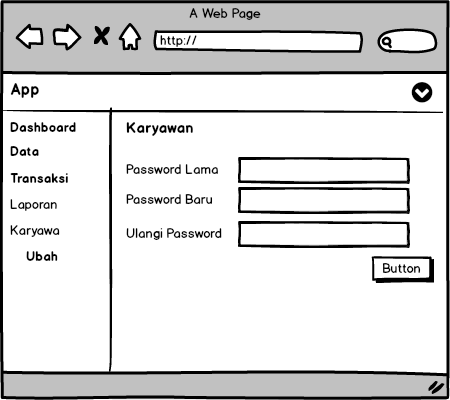 A Web Page
http://
App
Dashboard
Data
Transaksi
Laporan
Karyawa
Ubah
Karyawan
Password Lama
Password Baru
Ulangi Password
Button